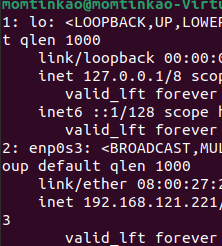 momtinkao@momtinkao-Virtu
1: lo: <LOOPBACK,UP,LOWER
t qlen 1000
link/loopback 00:00:0
inet 127.0.0.1/8 scop
valid_lft forever
inet6 ::1/128 scope h
valid_lft forever
2: enp0s3: <BROADCAST,MUL
oup default qlen 1000
link/ether 08:00:27:2
inet 192.168.121.221/
3
valid_lft forever